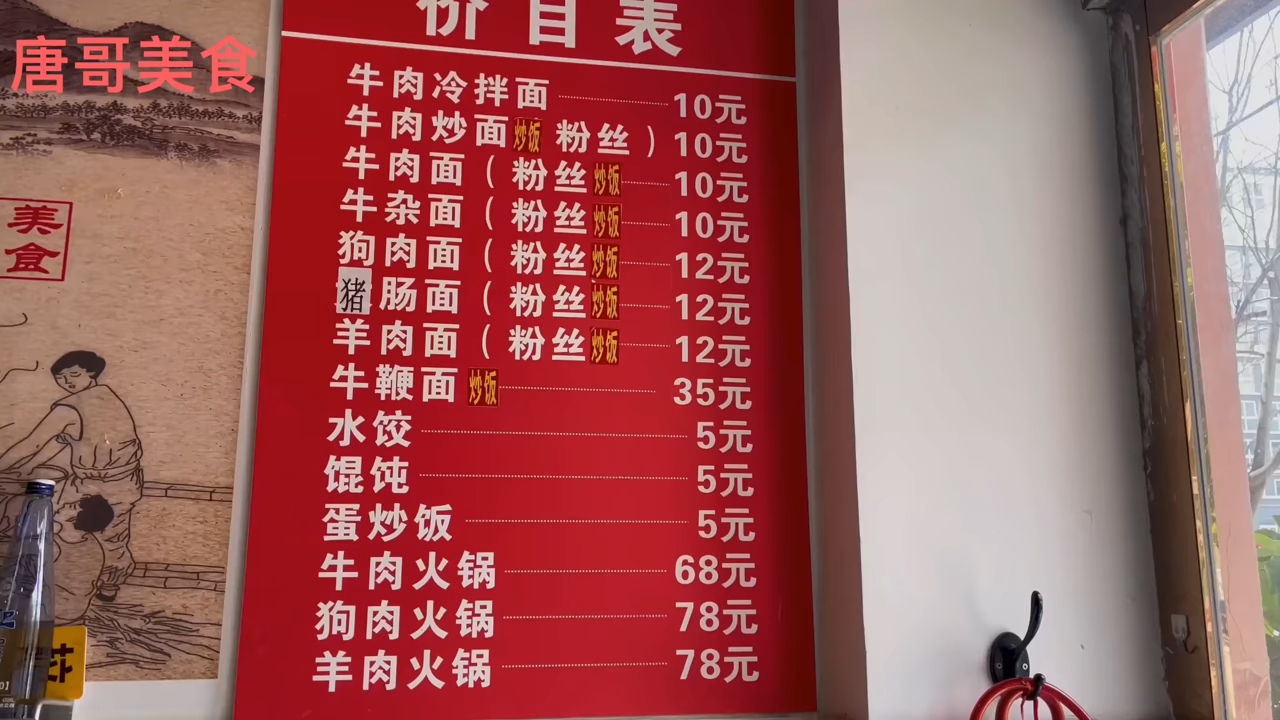 唐哥美食
价目表
牛肉冷拌面 10元
牛肉炒面炒饭 粉丝) 10元
牛肉面(粉丝炒饭 10元
牛杂面(粉丝炒饭 10元
狗肉面(粉丝炒饭 12元
猪肠面(粉丝炒饭 12元
羊肉面(粉丝炒饭 12元
牛鞭面炒饭 35元
水饺 5元
馄饨 5元
蛋炒饭 5元
牛肉火锅 68元
狗肉火锅 78元
羊肉火锅 78元
美食